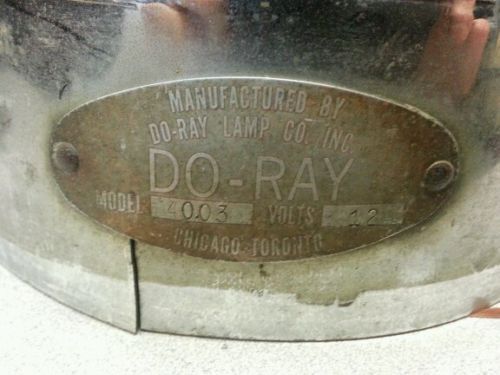 MANUFACTURED BY
DO-RAY LAMP CO. INC.
DO-RAY
MODEL 4003 VOLTS 12
CHICAGO-TORONTO